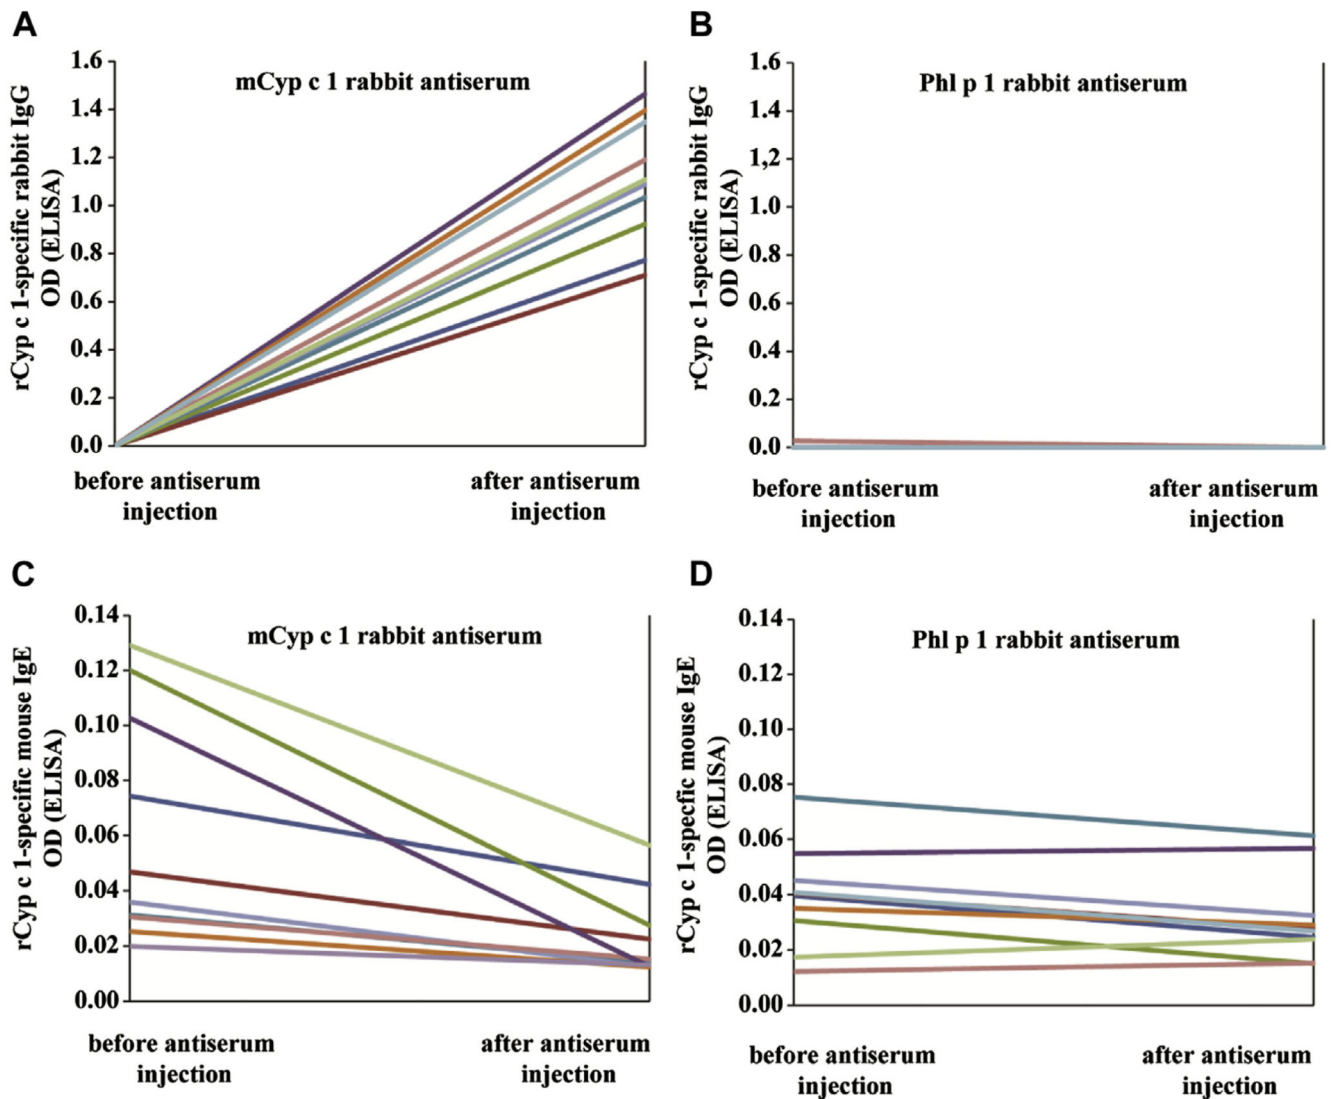 A
rCyp c 1-specific rabbit IgG
OD (ELISA)
1.6
1.4
1.2
1.0
0.8
0.6
0.4
0.2
0.0
mCyp c 1 rabbit antiserum
before antiserum
injection
after antiserum
injection
B
rCyp c 1-specific rabbit IgG
OD (ELISA)
1.6
1.4
1,2
1.0
0.8
0.6
0.4
0.2
0.0
Phl p 1 rabbit antiserum
before antiserum
injection
after antiserum
injection
C
rCyp c 1-specific mouse IgE
OD (ELISA)
0.14
0.12
0.10
0.08
0.06
0.04
0.02
0.00
mCyp c 1 rabbit antiserum
before antiserum
injection
after antiserum
injection
D
rCyp c 1-specfic mouse IgE
OD (ELISA)
0.14
0.12
0.10
0.08
0.06
0.04
0.02
0.00
Phl p 1 rabbit antiserum
before antiserum
injection
after antiserum
injection